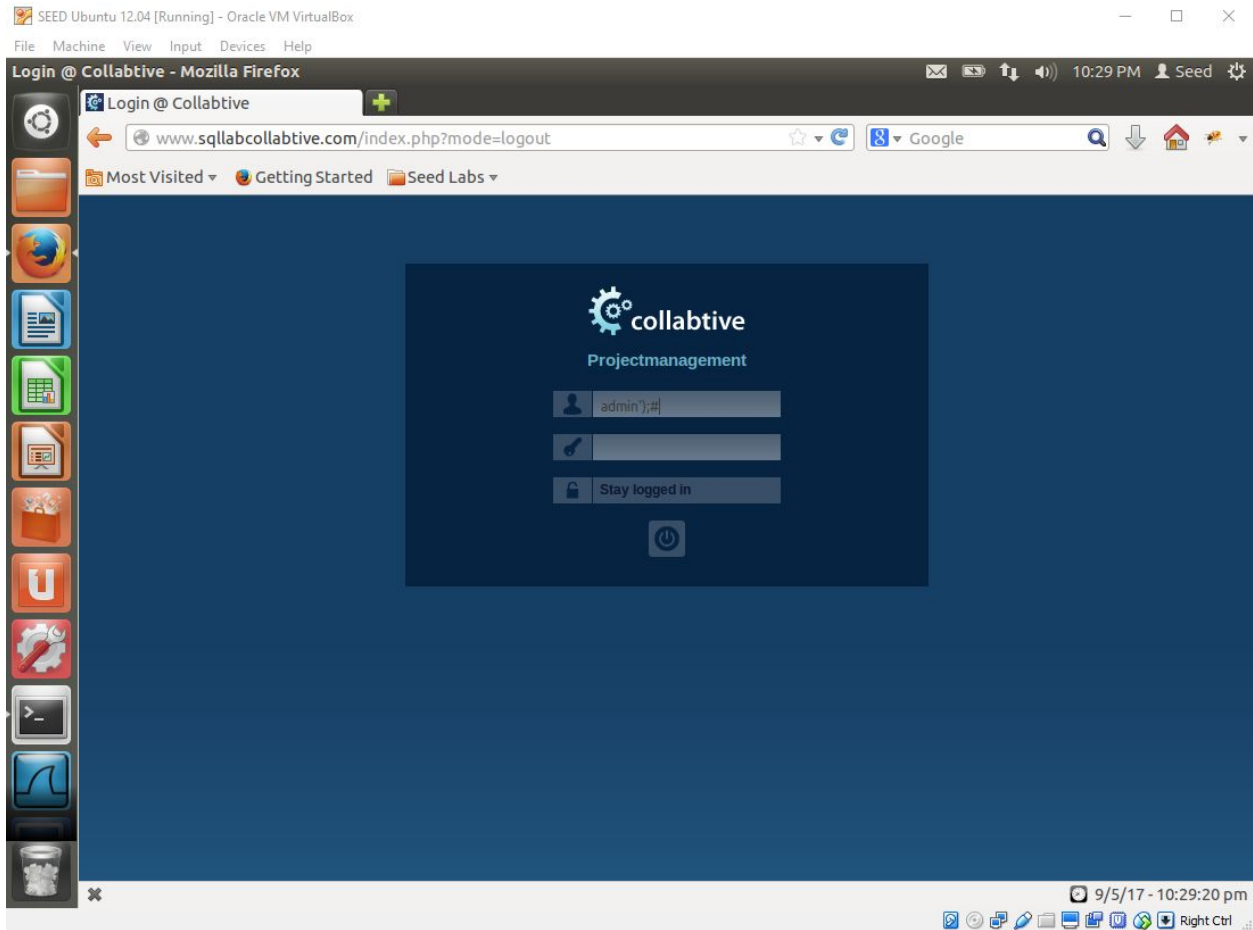 SEED Ubuntu 12.04 [Running] - Oracle VM VirtualBox
File Machine View Input Devices Help
Login @ Collabtive - Mozilla Firefox 10:29 PM Seed
Login @ Collabtive
www.sqllabcollabtive.com/index.php?mode=logout Google
Most Visited Getting Started Seed Labs
collabtive
Projectmanagement
admin');#
Stay logged in
9/5/17 - 10:29:20 pm
Right Ctrl